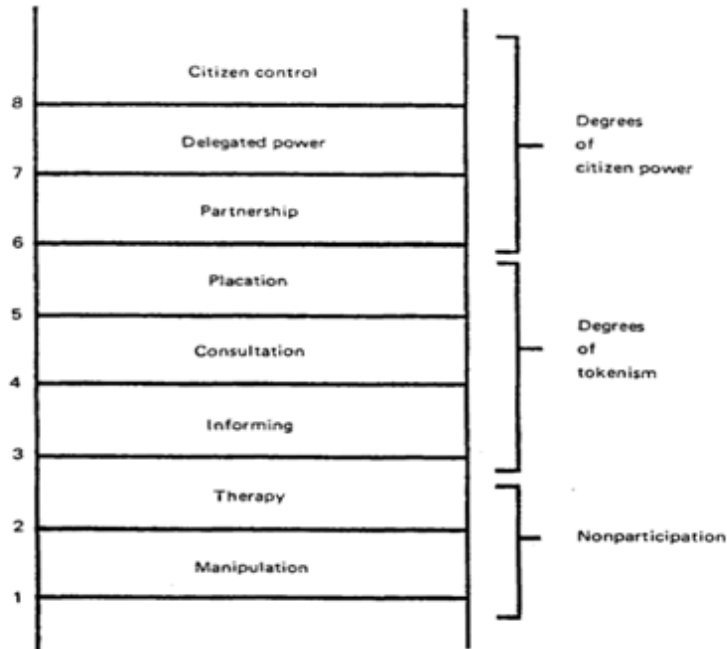 Citizen control
8
Delegated power
7
Partnership
6
Placation
5
Consultation
4
Informing
3
Therapy
2
Manipulation
1
Degrees
of
citizen power
Degrees
of
tokenism
Nonparticipation